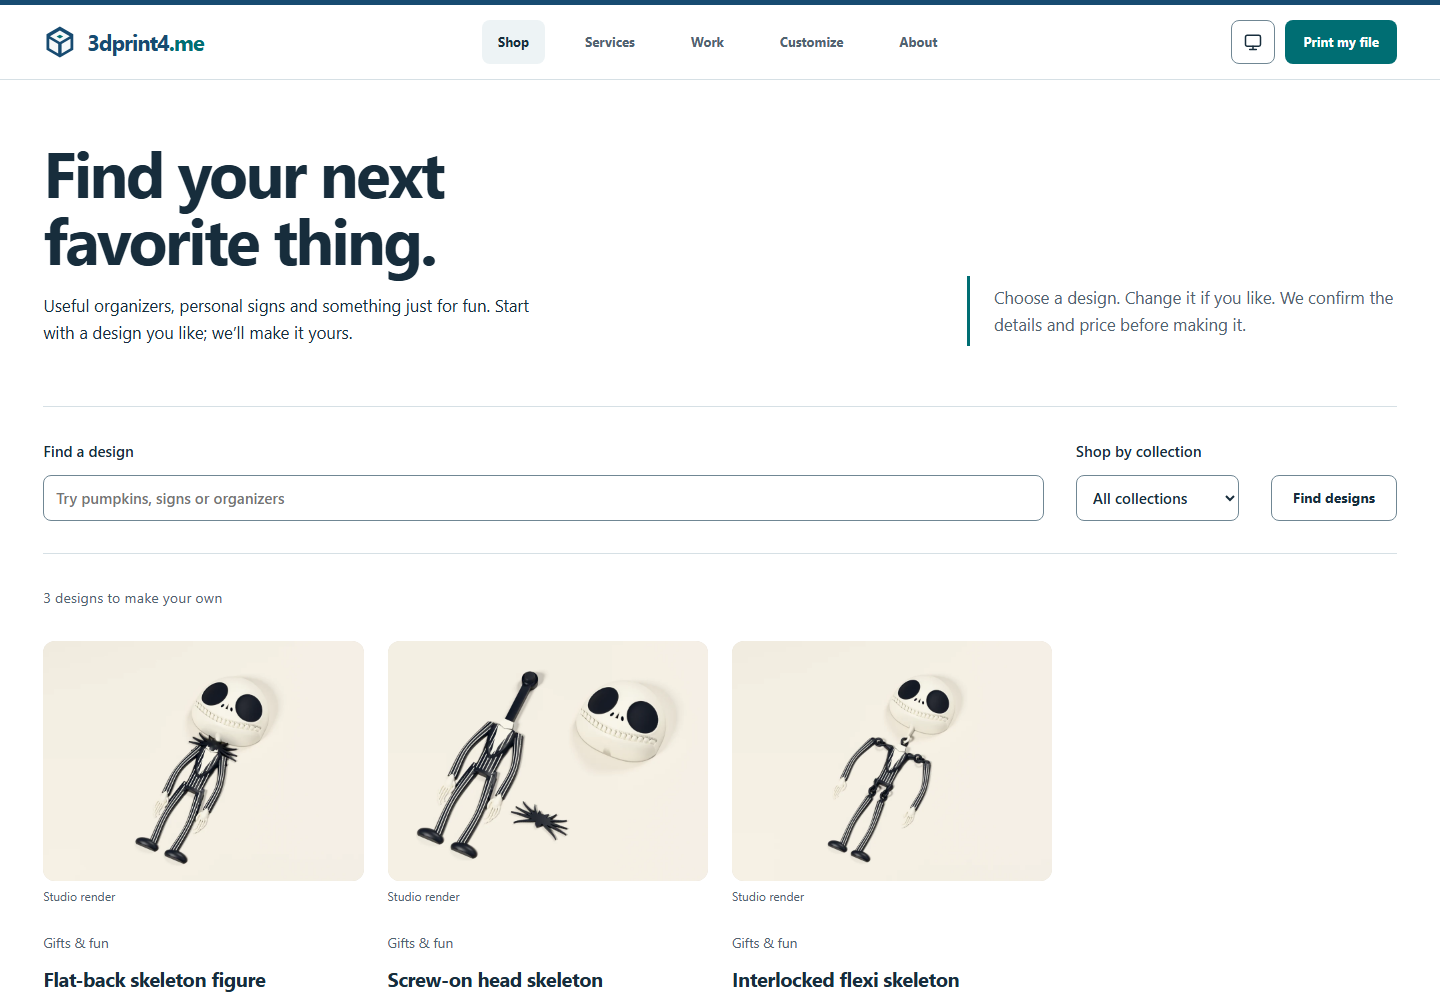 3dprint4.me
Shop
Services
Work
Customize
About
Print my file
Find your next
favorite thing.
Useful organizers, personal signs and something just for fun. Start
with a design you like; we’ll make it yours.
Choose a design. Change it if you like. We confirm the
details and price before making it.
Find a design
Try pumpkins, signs or organizers
Shop by collection
All collections
Find designs
3 designs to make your own
Studio render
Gifts & fun
Flat-back skeleton figure
Studio render
Gifts & fun
Screw-on head skeleton
Studio render
Gifts & fun
Interlocked flexi skeleton